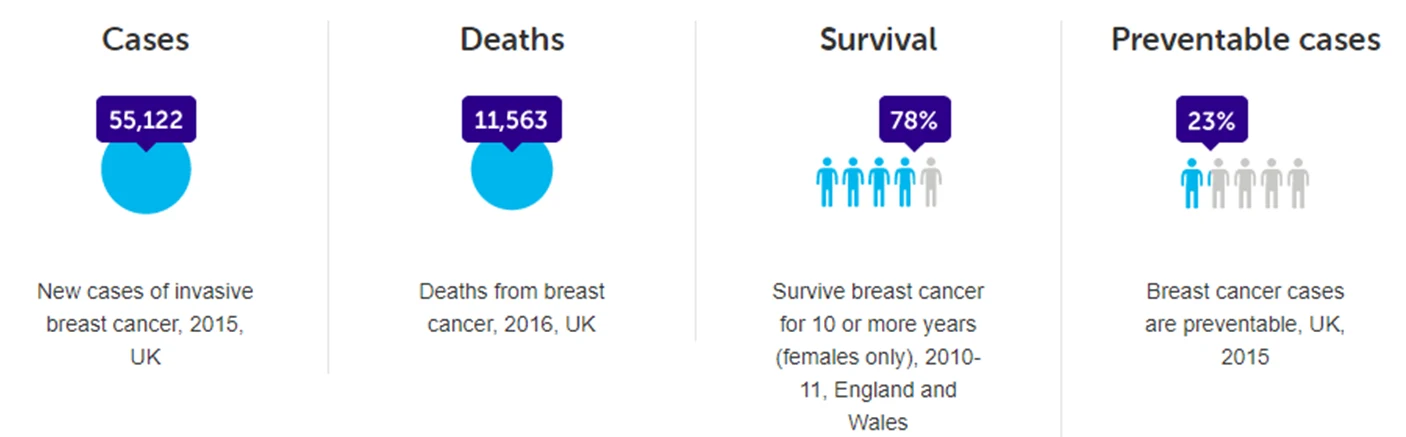 Cases
55,122
New cases of invasive
breast cancer, 2015,
UK
Deaths
11,563
Deaths from breast
cancer, 2016, UK
Survival
78%
Survive breast cancer
for 10 or more years
(females only), 2010-
11, England and
Wales
Preventable cases
23%
Breast cancer cases
are preventable, UK,
2015